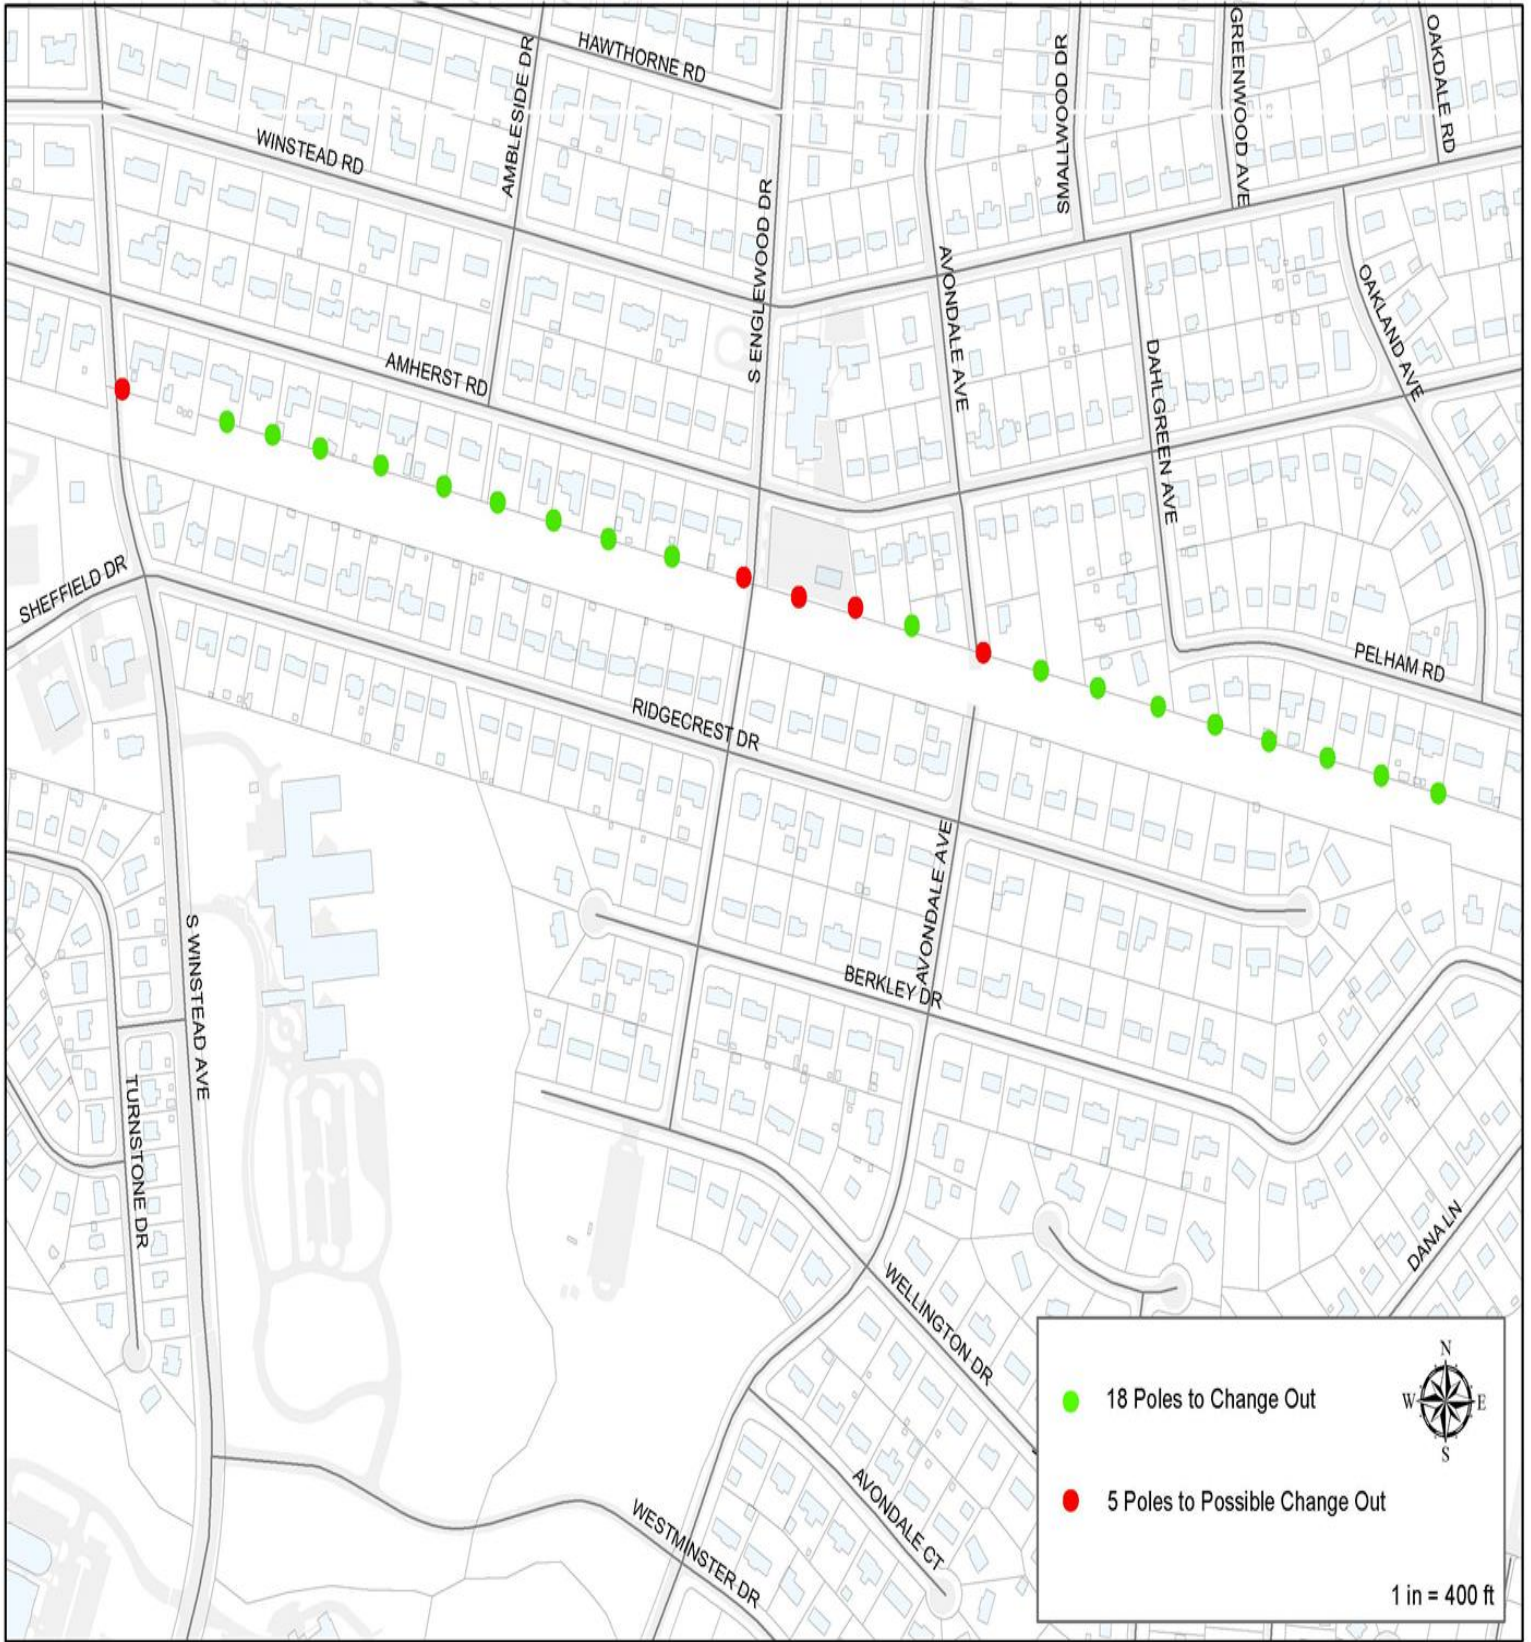 HAWTHORNE RD
AMBLESIDE DR
SMALLWOOD DR
GREENWOOD AVE
OAKDALE RD
WINSTEAD RD
S ENGLEWOOD DR
AVONDALE AVE
OAKLAND AVE
AMHERST RD
DAHLGREEN AVE
SHEFFIELD DR
PELHAM RD
RIDGECREST DR
AVONDALE AVE
S WINSTEAD AVE
BERKLEY DR
TURNSTONE DR
DANA LN
WELLINGTON DR
AVONDALE CT
WESTMINSTER DR
N
W E
S
18 Poles to Change Out
5 Poles to Possible Change Out
1 in = 400 ft